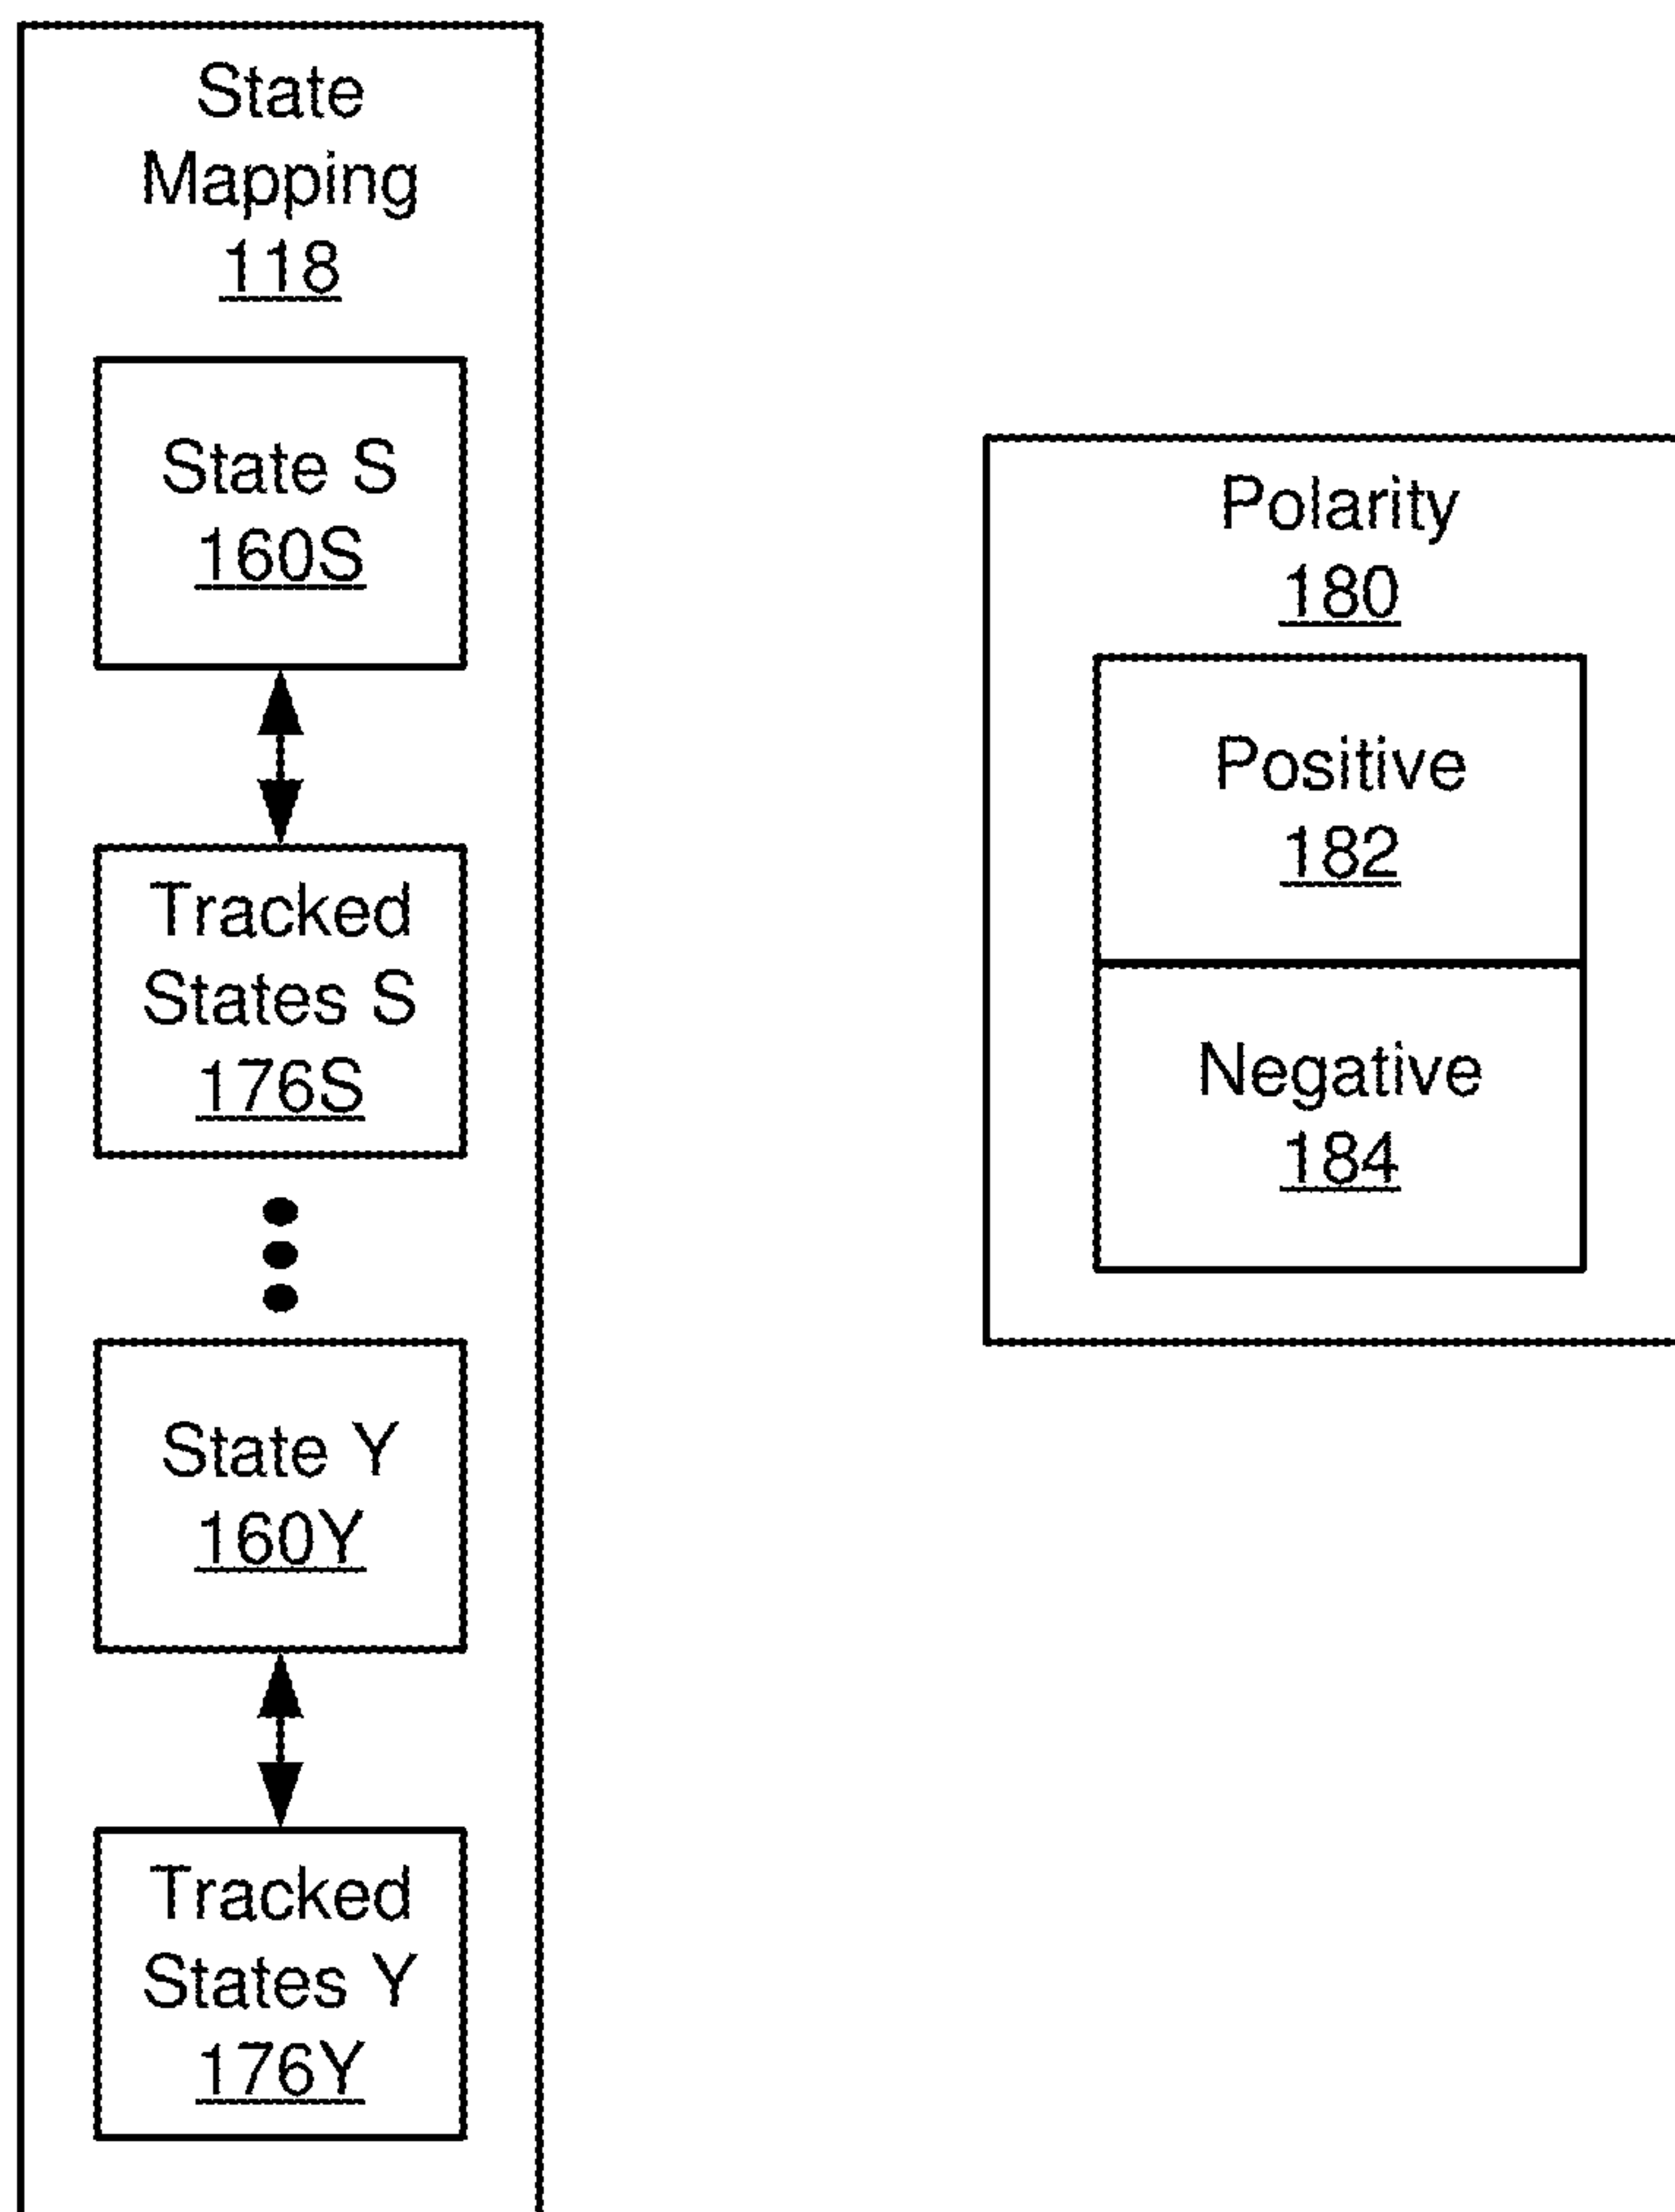 State
Mapping
118
State S
160S
Tracked
States S
176S
State Y
160Y
Tracked
States Y
176Y
Polarity
180
Positive
182
Negative
184